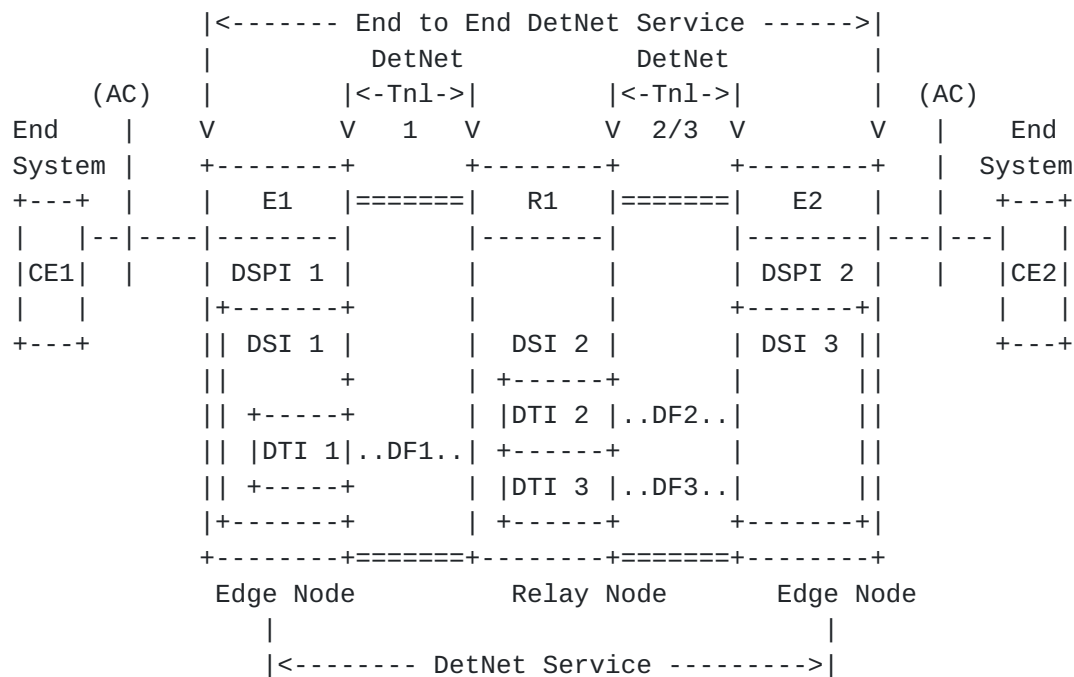 |<------- End to End DetNet Service ------>|
| DetNet DetNet |
(AC) | |<-Tnl->| |<-Tnl->| | (AC)
End | V V 1 V V 2/3 V V | End
System | +--------+ +--------+ +--------+ | System
+---+ | | E1 |=======| R1 |=======| E2 | | +---+
| |--|----|--------| |--------| |--------|---|---| |
|CE1| | | DSPI 1 | | | | DSPI 2 | | |CE2|
| | |+-------+ | | +-------+| | |
+---+ || DSI 1 | | DSI 2 | | DSI 3 || +---+
|| + | +------+ | ||
|| +-----+ | |DTI 2 |..DF2..| ||
|| |DTI 1|..DF1..| +------+ | ||
|| +-----+ | |DTI 3 |..DF3..| ||
|+-------+ | +------+ +-------+|
+--------+=======+--------+=======+--------+
Edge Node Relay Node Edge Node
| |
|<-------- DetNet Service --------->|